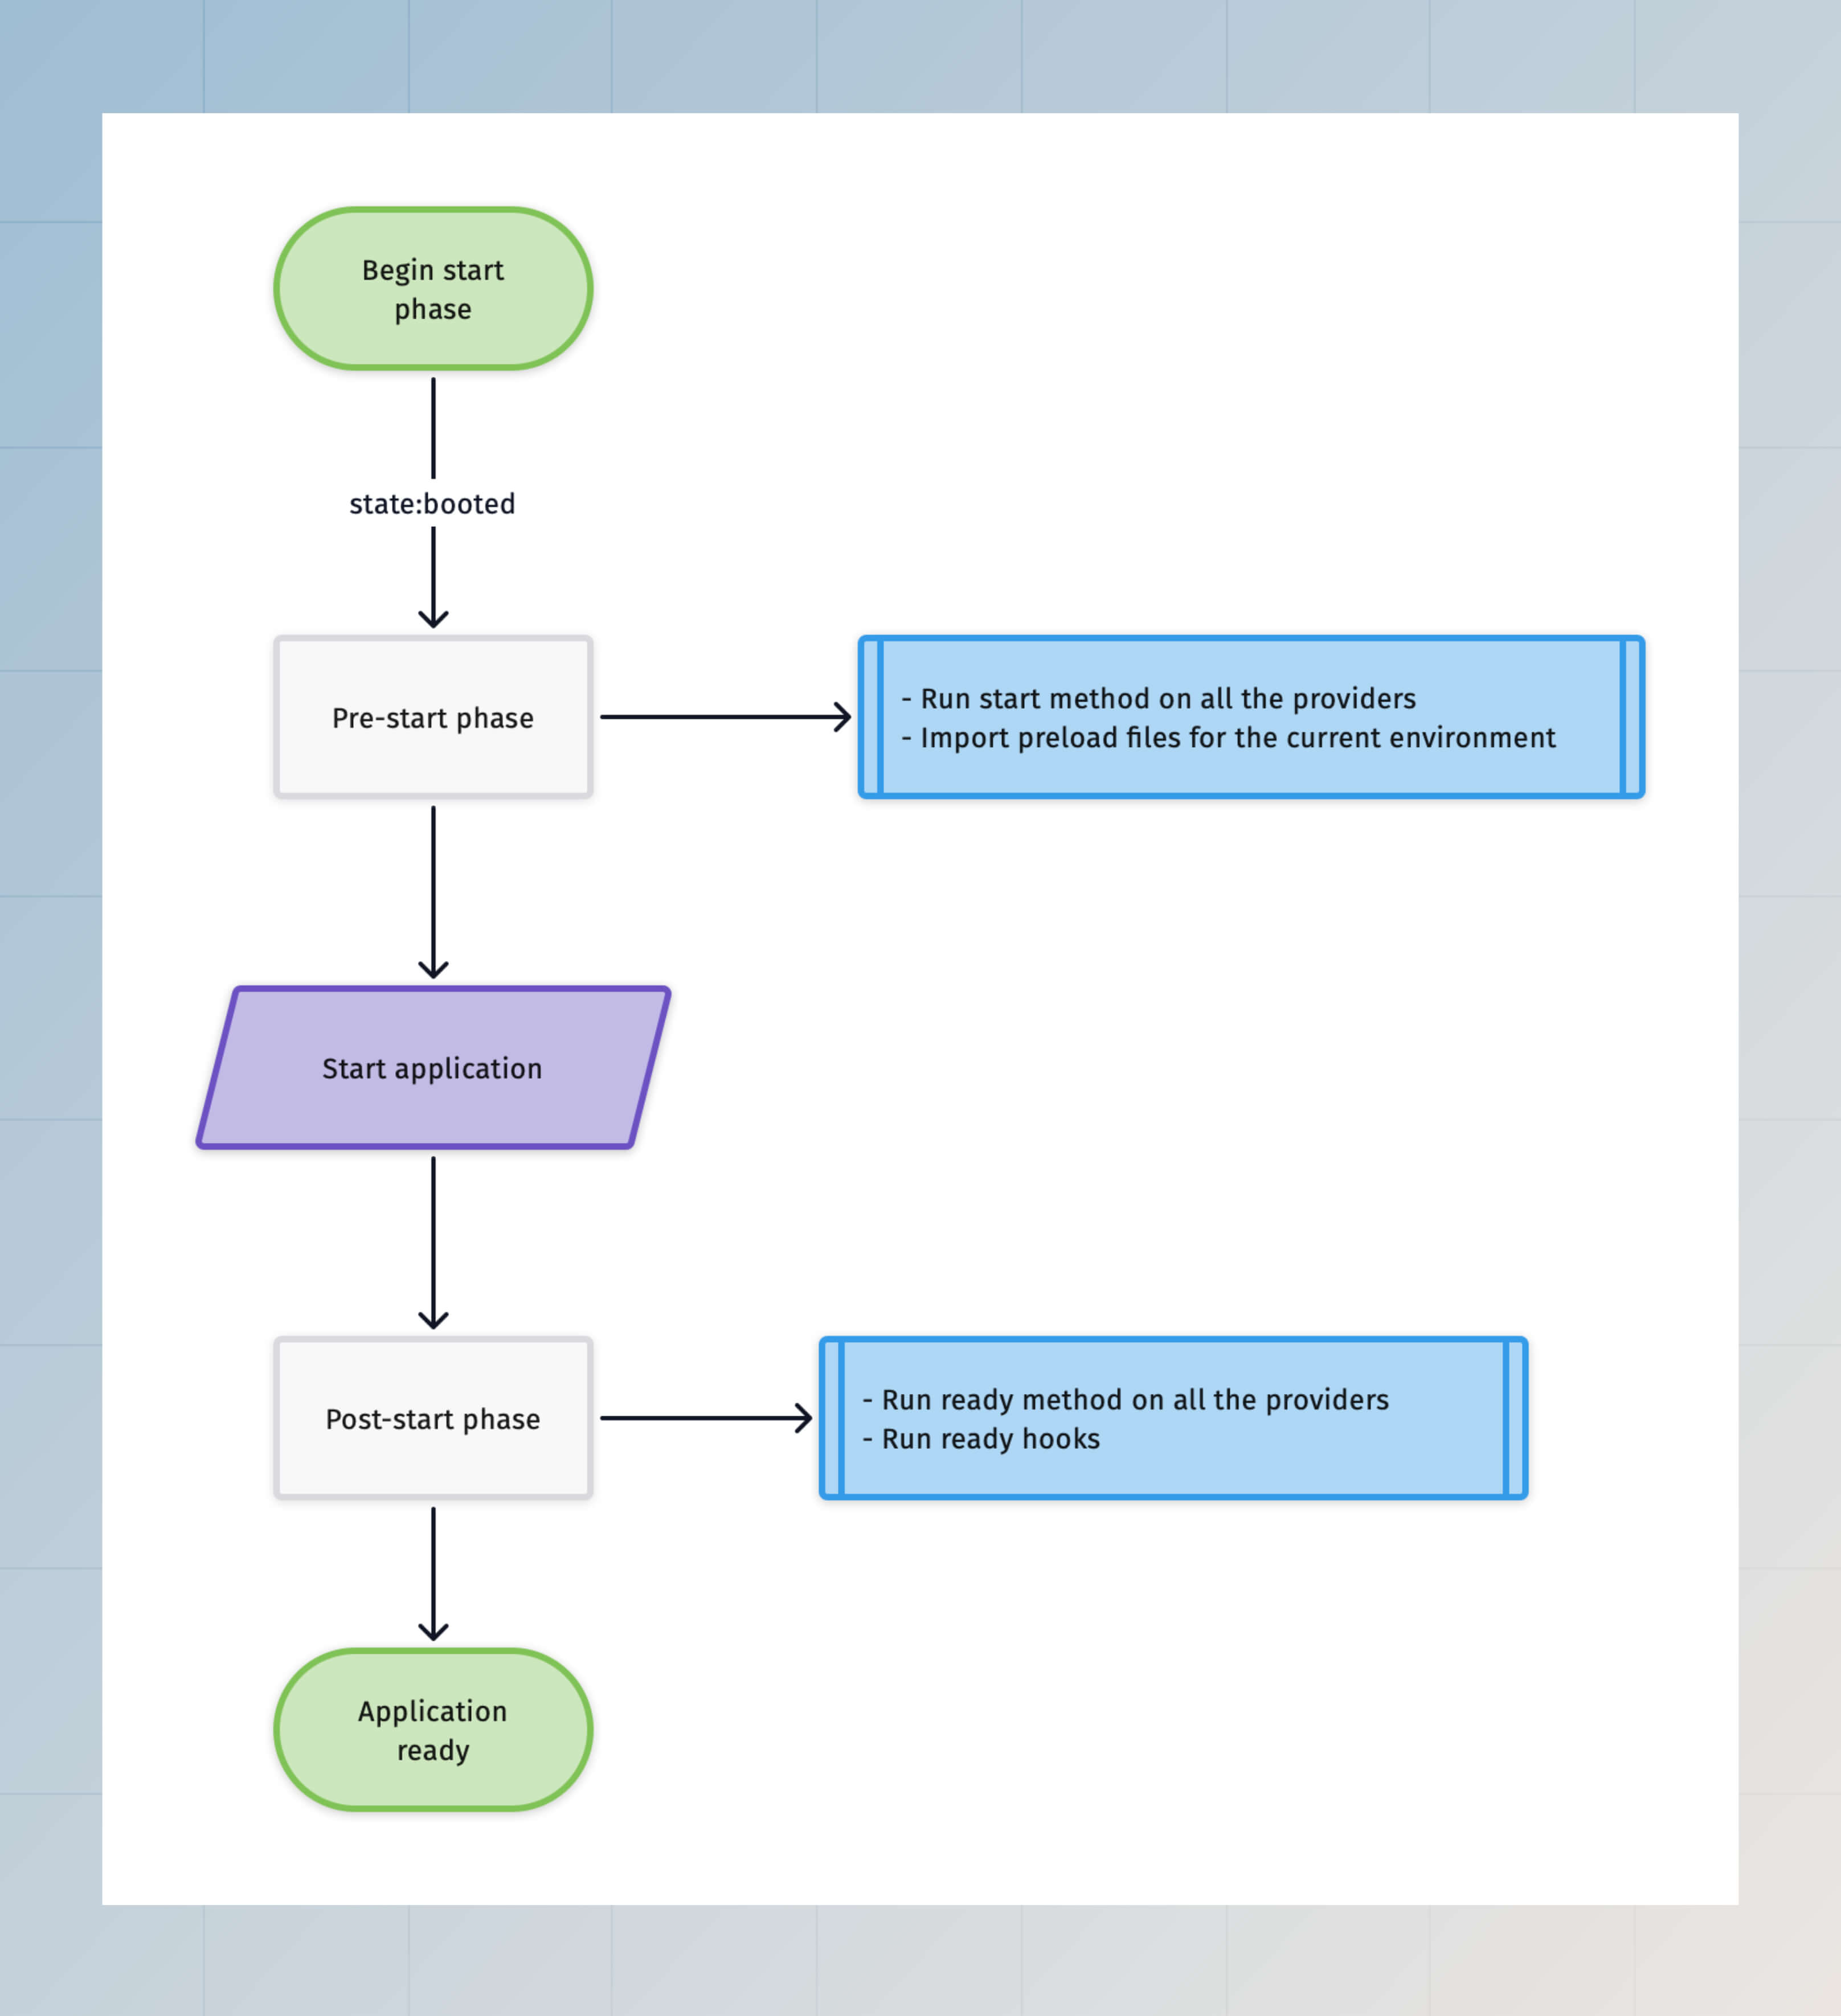 Begin start
phase
state:booted
Pre-start phase
- Run start method on all the providers
- Import preload files for the current environment
Start application
Post-start phase
- Run ready method on all the providers
- Run ready hooks
Application
ready